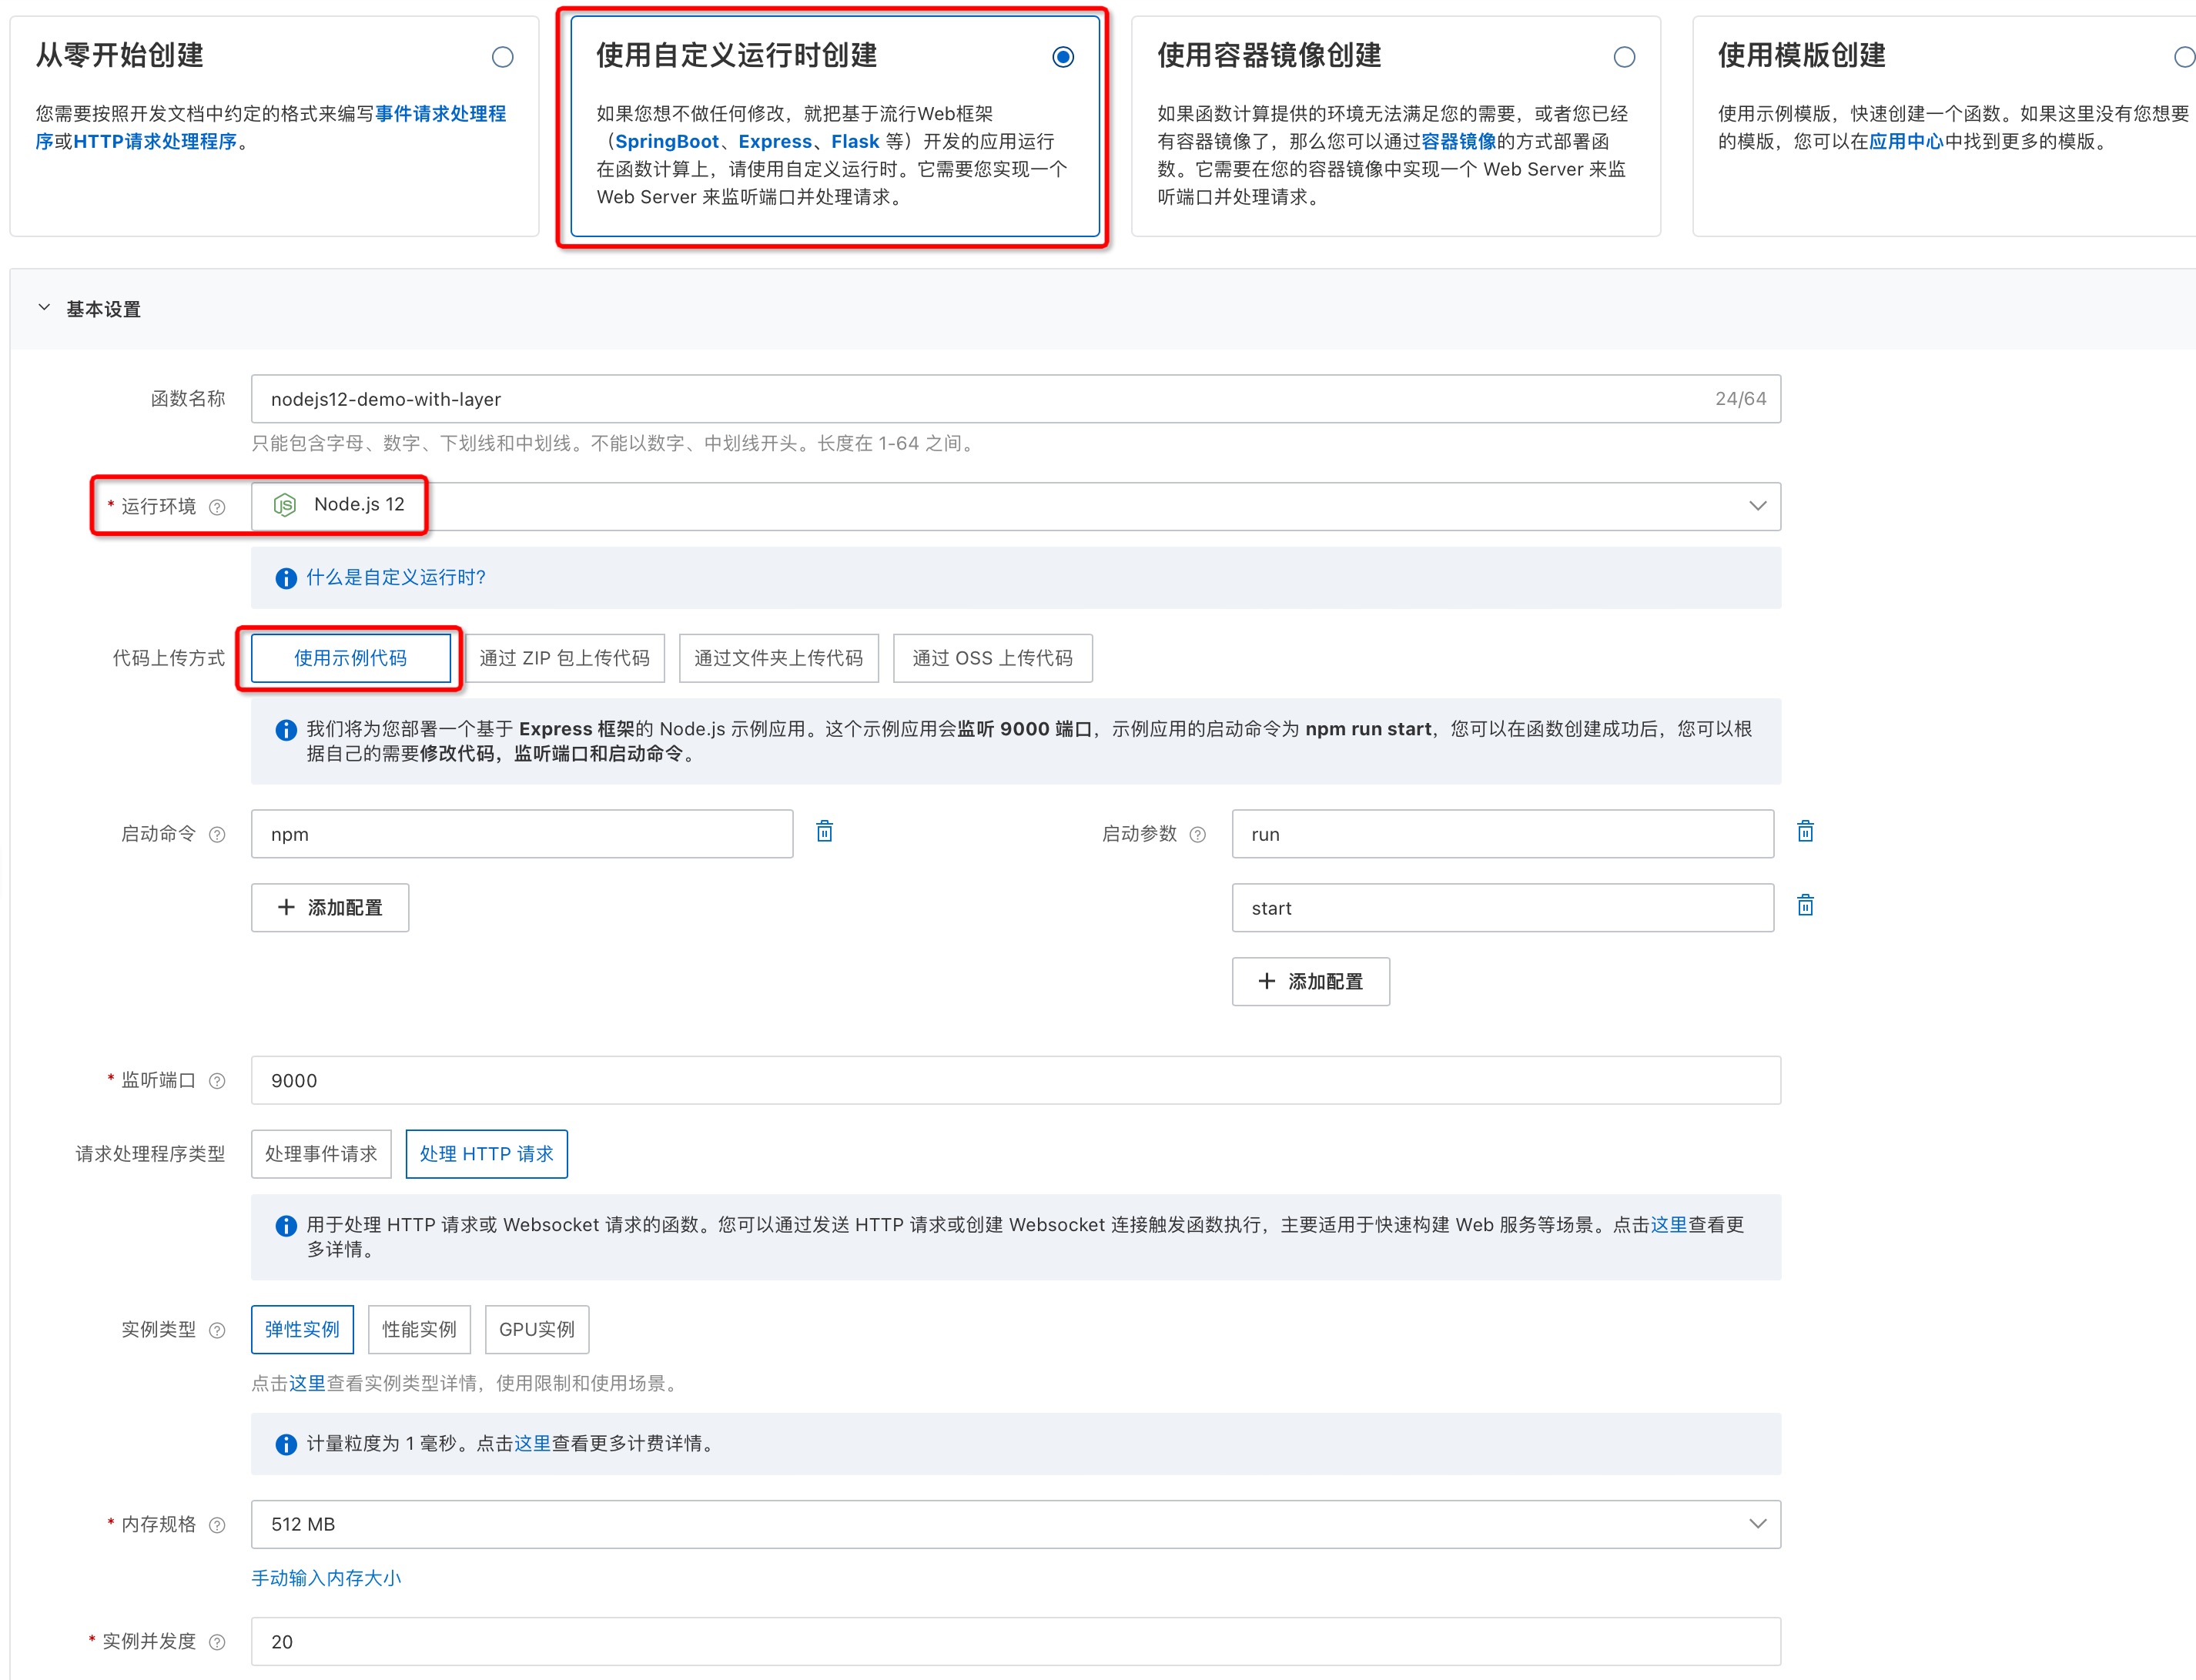 从零开始创建
您需要按照开发文档中约定的格式来编写事件请求处理程
序或HTTP请求处理程序。
使用自定义运行时创建
如果您想不做任何修改，就把基于流行Web框架
（SpringBoot、Express、Flask 等）开发的应用运行
在函数计算上，请使用自定义运行时。它需要您实现一个
Web Server 来监听端口并处理请求。
使用容器镜像创建
如果函数计算提供的环境无法满足您的需要，或者您已经
有容器镜像了，那么您可以通过容器镜像的方式部署函
数。它需要在您的容器镜像中实现一个 Web Server 来监
听端口并处理请求。
使用模版创建
使用示例模版，快速创建一个函数。如果这里没有您想要
的模版，您可以在应用中心中找到更多的模版。
基本设置
函数名称
nodejs12-demo-with-layer
24/64
只能包含字母、数字、下划线和中划线。不能以数字、中划线开头。长度在 1-64 之间。
* 运行环境
Node.js 12
什么是自定义运行时?
代码上传方式
使用示例代码
通过 ZIP 包上传代码
通过文件夹上传代码
通过 OSS 上传代码
我们将为您部署一个基于 Express 框架的 Node.js 示例应用。这个示例应用会监听 9000 端口，示例应用的启动命令为 npm run start，您可以在函数创建成功后，您可以根
据自己的需要修改代码，监听端口和启动命令。
启动命令
npm
启动参数
run
添加配置
start
添加配置
* 监听端口
9000
请求处理程序类型
处理事件请求
处理 HTTP 请求
用于处理 HTTP 请求或 Websocket 请求的函数。您可以通过发送 HTTP 请求或创建 Websocket 连接触发函数执行，主要适用于快速构建 Web 服务等场景。点击这里查看更
多详情。
实例类型
弹性实例
性能实例
GPU实例
点击这里查看实例类型详情，使用限制和使用场景。
计量粒度为 1 毫秒。点击这里查看更多计费详情。
* 内存规格
512 MB
手动输入内存大小
* 实例并发度
20